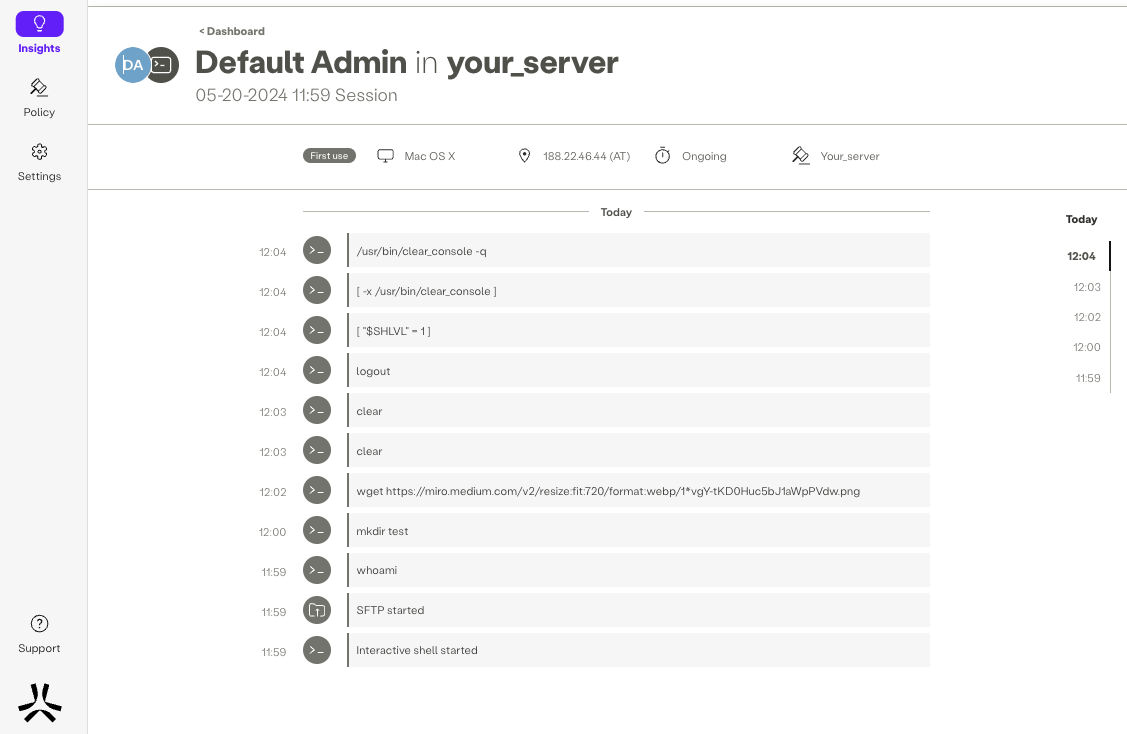 Insights
Policy
Settings
Support
< Dashboard
DA
Default Admin in your_server
05-20-2024 11:59 Session
First use
Mac OS X
188.22.46.44 (AT)
Ongoing
Your_server
Today
12:04 >_ /usr/bin/clear_console -q
12:04 >_ [ -x /usr/bin/clear_console ]
12:04 >_ [ "$SHLVL" = 1 ]
12:04 >_ logout
12:03 >_ clear
12:03 >_ clear
12:02 >_ wget https://miro.medium.com/v2/resize:fit:720/format:webp/1*vgY-tKD0Huc5bJ1aWpPVdw.png
12:00 >_ mkdir test
11:59 >_ whoami
11:59 SFTP started
11:59 >_ Interactive shell started
Today
12:04
12:03
12:02
12:00
11:59